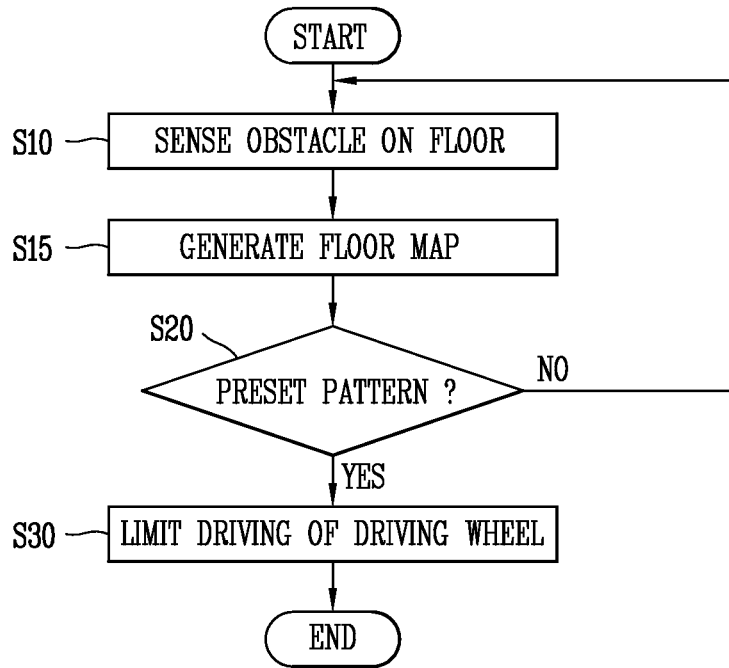 START
S10
SENSE OBSTACLE ON FLOOR
S15
GENERATE FLOOR MAP
S20
PRESET PATTERN ?
NO
YES
S30
LIMIT DRIVING OF DRIVING WHEEL
END